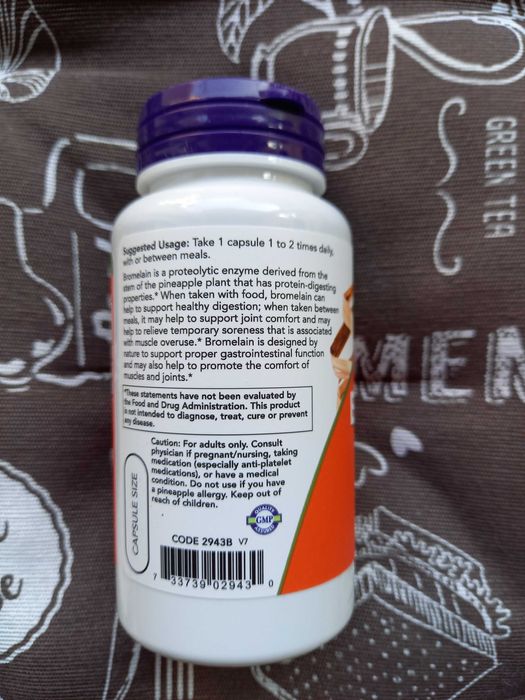 Suggested Usage: Take 1 capsule 1 to 2 times daily,
with or between meals.
Bromelain is a proteolytic enzyme derived from the
stem of the pineapple plant that has protein-digesting
properties.* When taken with food, bromelain can
help to support healthy digestion; when taken between
meals, it may help to support joint comfort and may
help to relieve temporary soreness that is associated
with muscle overuse.* Bromelain is designed by
nature to support proper gastrointestinal function
and may also help to promote the comfort of
muscles and joints.*
*These statements have not been evaluated by
the Food and Drug Administration. This product
is not intended to diagnose, treat, cure or prevent
any disease.
Caution: For adults only. Consult
physician if pregnant/nursing, taking
medication (especially anti-platelet
medications), or have a medical
condition. Do not use if you have
a pineapple allergy. Keep out of
reach of children.
CAPSULE SIZE
QUALITY
GMP
ASSURED
CODE 2943B V7
7 33739 02943 0
GREEN TEA
MEN